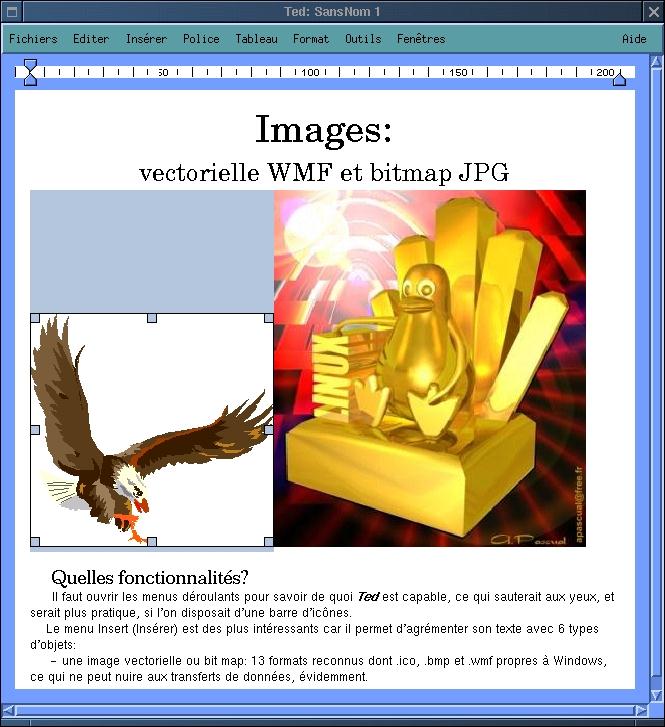 Ted: SansNom 1
Fichiers Editer Insérer Police Tableau Format Outils Fenêtres Aide
50 100 150 200
Images:
vectorielle WMF et bitmap JPG
LINUX
apascual@free.fr
A.Pascual
Quelles fonctionnalités?
Il faut ouvrir les menus déroulants pour savoir de quoi Ted est capable, ce qui sauterait aux yeux, et
serait plus pratique, si l'on disposait d'une barre d'icônes.
Le menu Insert (Insérer) est des plus intéressants car il permet d'agrémenter son texte avec 6 types
d'objets:
– une image vectorielle ou bit map: 13 formats reconnus dont .ico, .bmp et .wmf propres à Windows,
ce qui ne peut nuire aux transferts de données, évidemment.